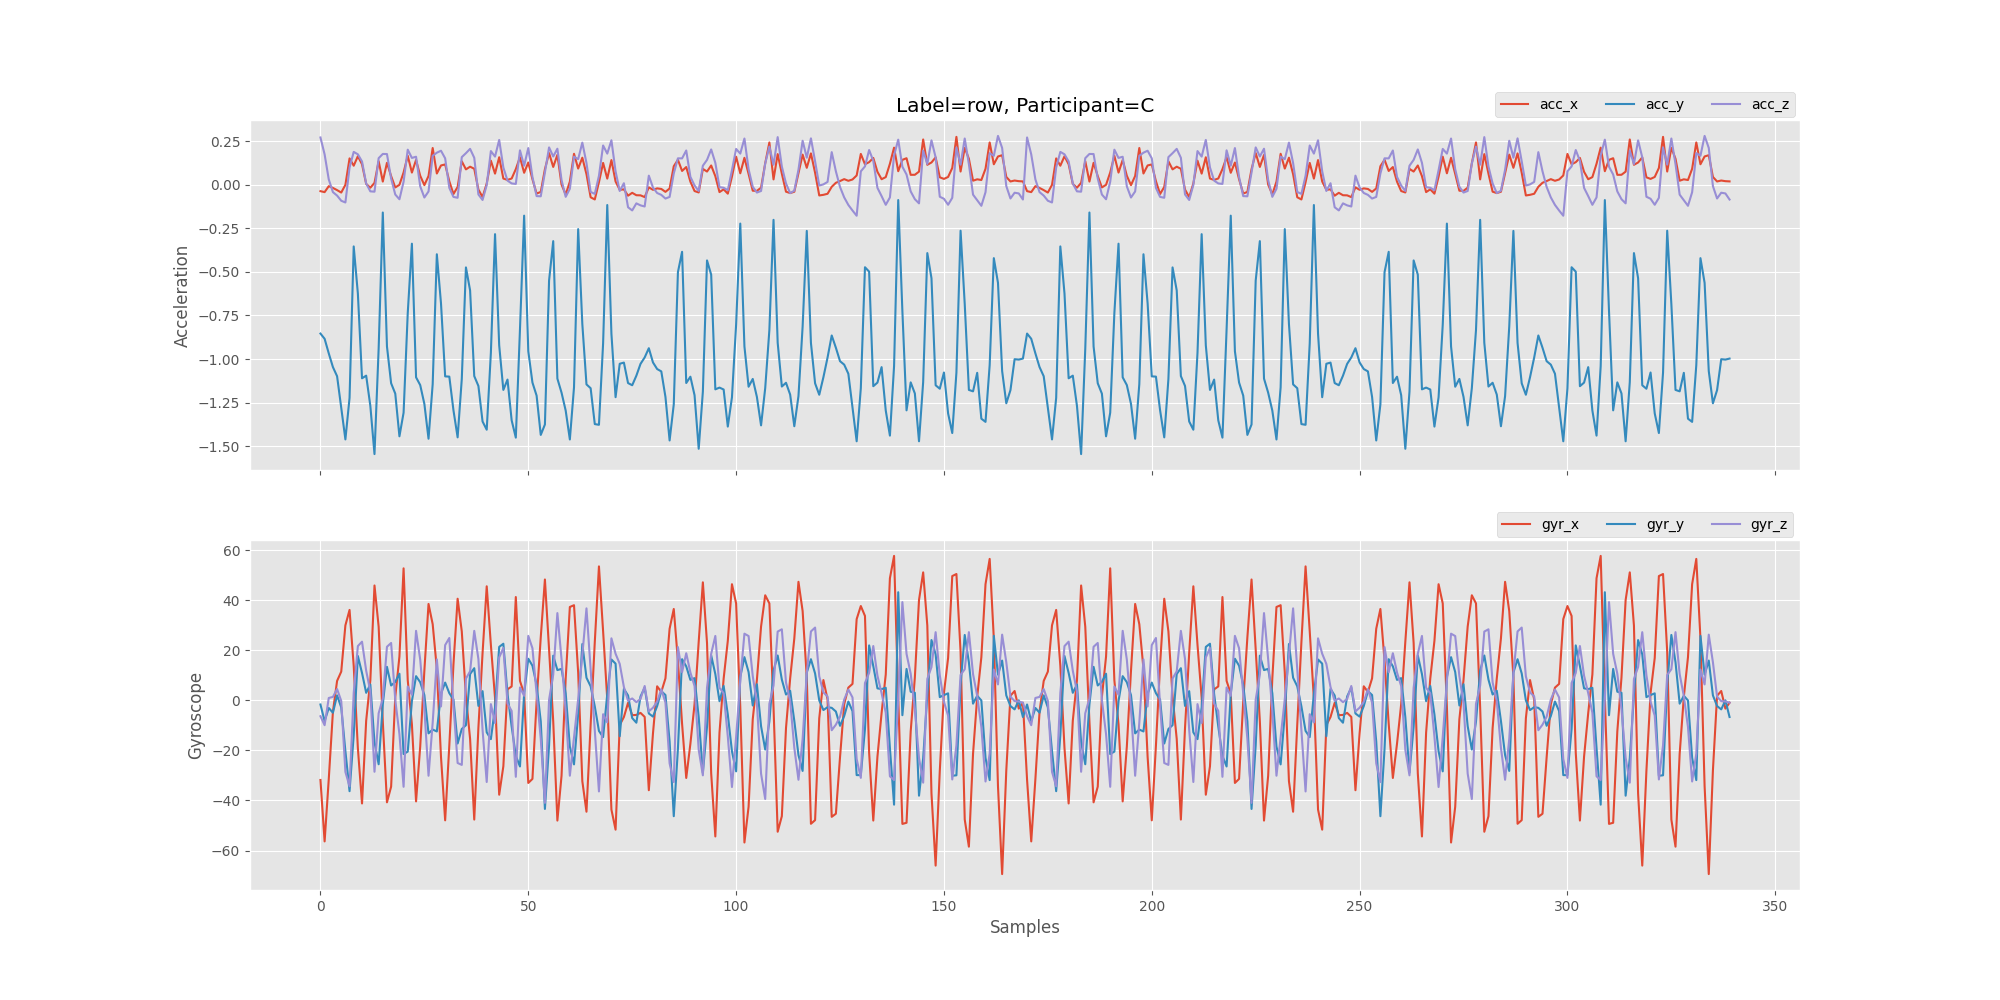 Label=row, Participant=C
acc_x acc_y acc_z
0.25
0.00
−0.25
−0.50
−0.75
−1.00
−1.25
−1.50
Acceleration
gyr_x gyr_y gyr_z
60
40
20
0
−20
−40
−60
Gyroscope
0 50 100 150 200 250 300 350
Samples